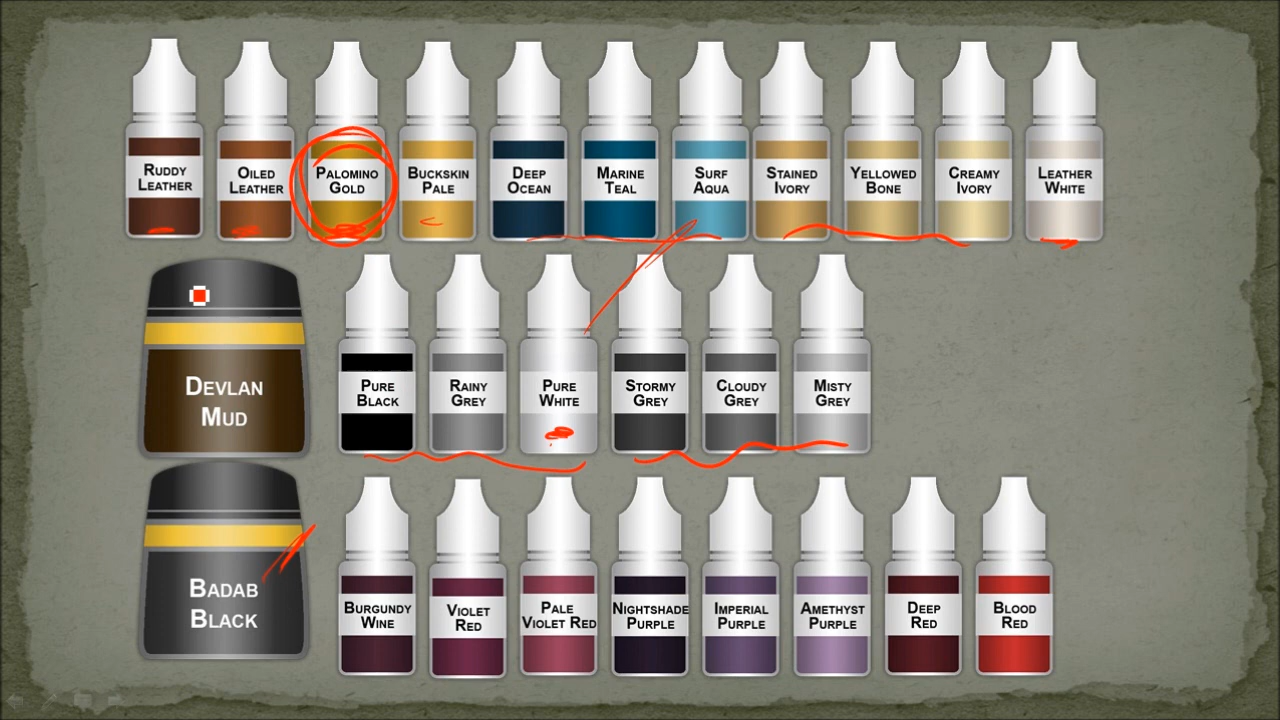 RUDDY
LEATHER
OILED
LEATHER
PALOMINO
GOLD
BUCKSKIN
PALE
DEEP
OCEAN
MARINE
TEAL
SURF
AQUA
STAINED
IVORY
YELLOWED
BONE
CREAMY
IVORY
LEATHER
WHITE
DEVLAN
MUD
PURE
BLACK
RAINY
GREY
PURE
WHITE
STORMY
GREY
CLOUDY
GREY
MISTY
GREY
BADAB
BLACK
BURGUNDY
WINE
VIOLET
RED
PALE
VIOLET RED
NIGHTSHADE
PURPLE
IMPERIAL
PURPLE
AMETHYST
PURPLE
DEEP
RED
BLOOD
RED